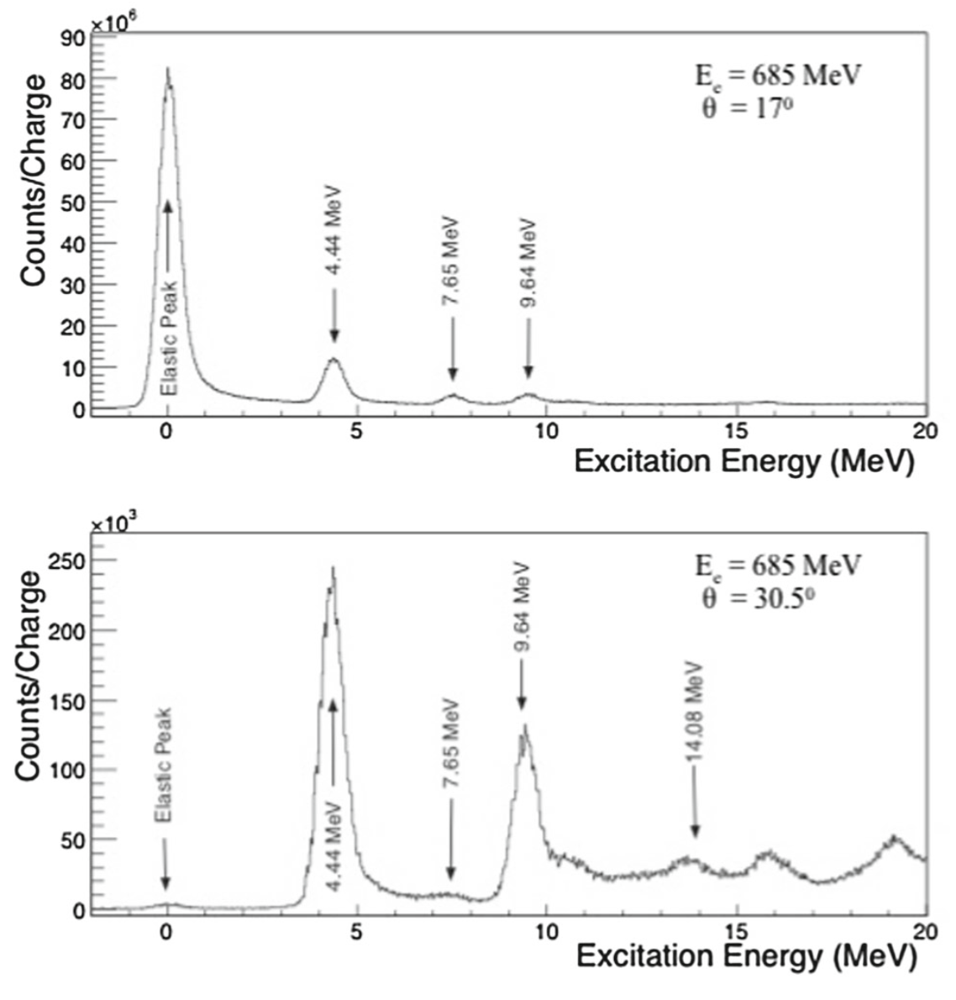 ×10⁶
90
80
70
60
50
40
30
20
10
0
Counts/Charge
Eₑ = 685 MeV
θ = 17⁰
Elastic Peak
4.44 MeV
7.65 MeV
9.64 MeV
0 5 10 15 20
Excitation Energy (MeV)
×10³
250
200
150
100
50
0
Counts/Charge
Eₑ = 685 MeV
θ = 30.5⁰
Elastic Peak
4.44 MeV
7.65 MeV
9.64 MeV
14.08 MeV
0 5 10 15 20
Excitation Energy (MeV)